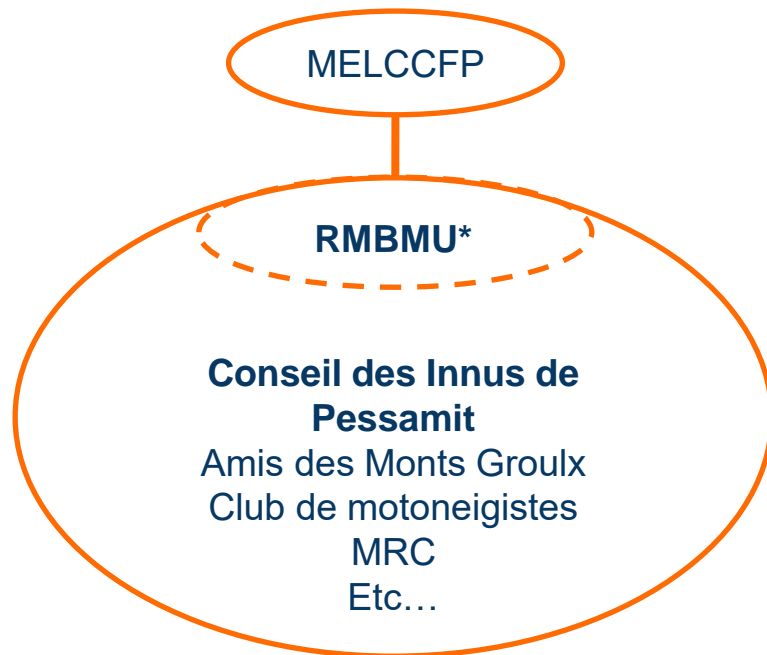 MELCCFP
RMBMU*
Conseil des Innus de
Pessamit
Amis des Monts Groulx
Club de motoneigistes
MRC
Etc…